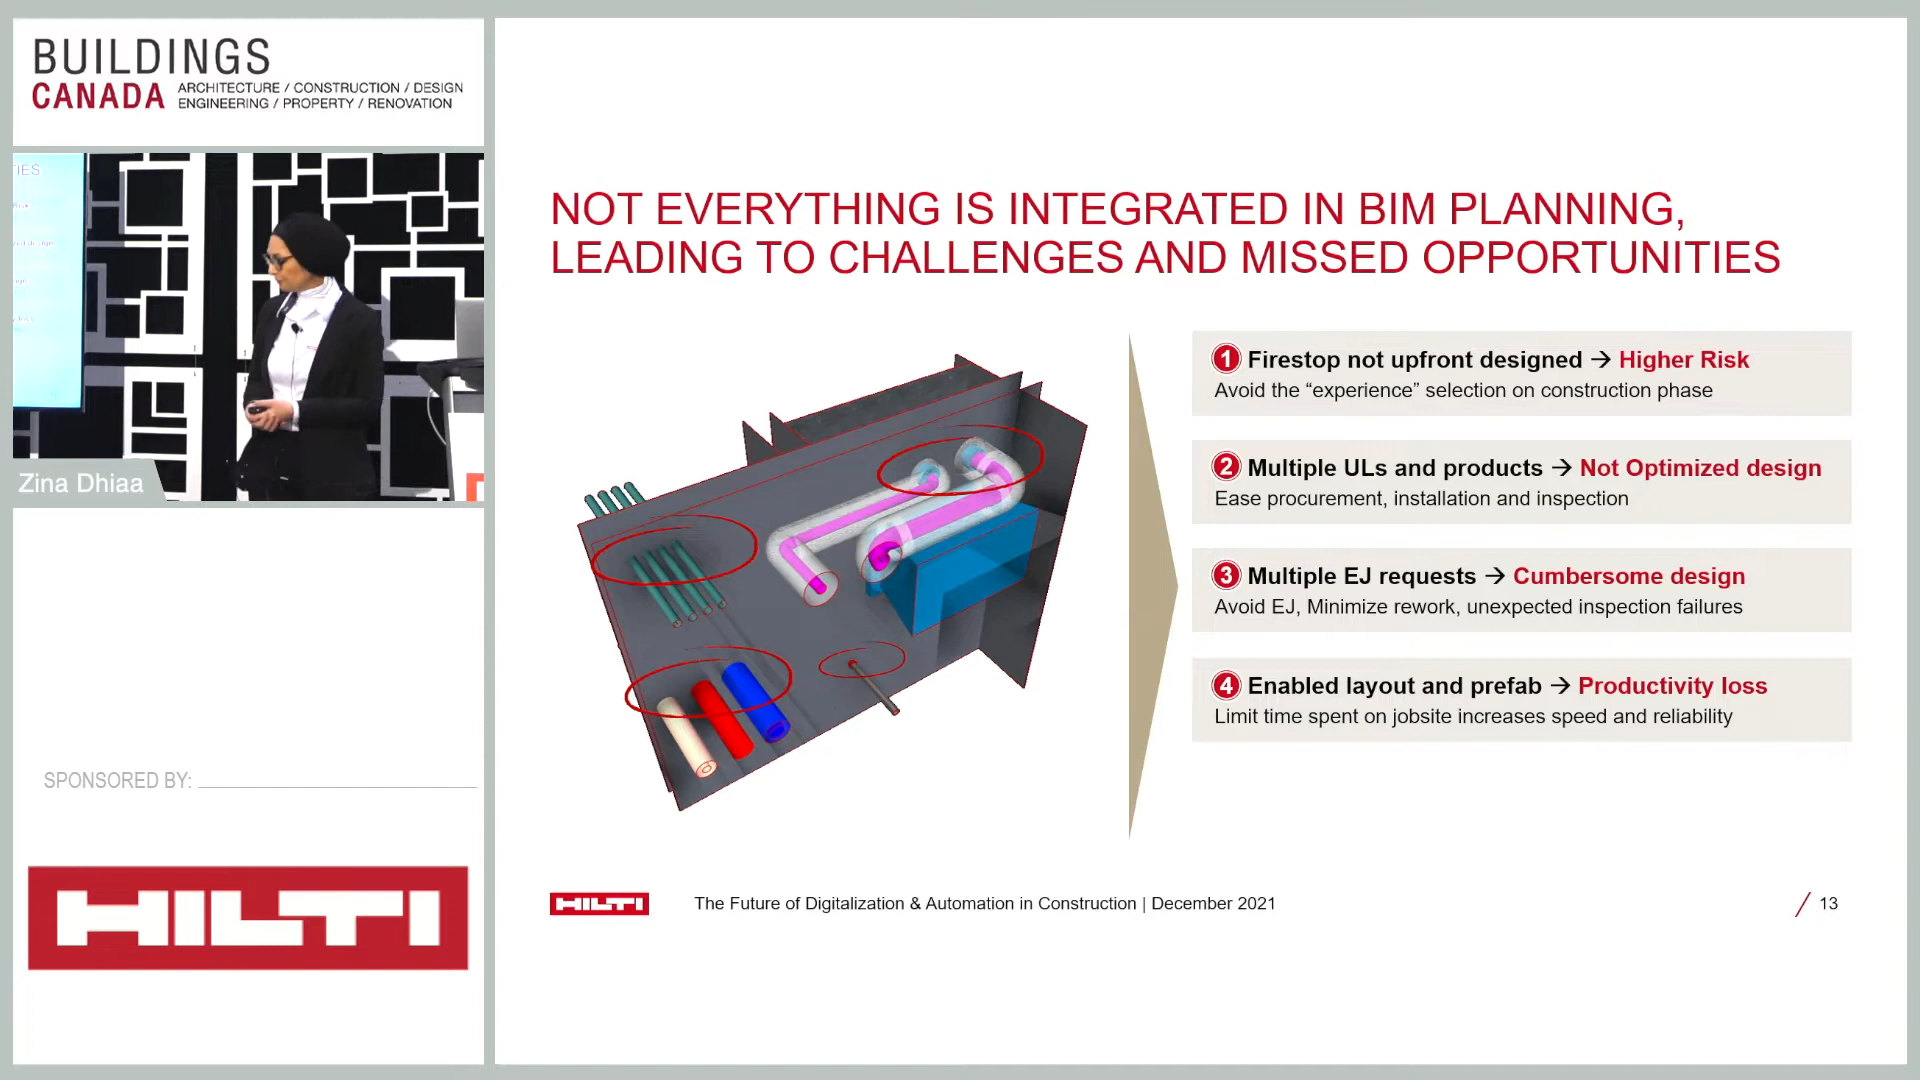 BUILDINGS
CANADA
ARCHITECTURE / CONSTRUCTION / DESIGN
ENGINEERING / PROPERTY / RENOVATION
TIES
Zina Dhiaa
SPONSORED BY:
HILTI
NOT EVERYTHING IS INTEGRATED IN BIM PLANNING,
LEADING TO CHALLENGES AND MISSED OPPORTUNITIES
1 Firestop not upfront designed → Higher Risk
Avoid the “experience” selection on construction phase
2 Multiple ULs and products → Not Optimized design
Ease procurement, installation and inspection
3 Multiple EJ requests → Cumbersome design
Avoid EJ, Minimize rework, unexpected inspection failures
4 Enabled layout and prefab → Productivity loss
Limit time spent on jobsite increases speed and reliability
HILTI
The Future of Digitalization & Automation in Construction | December 2021
/ 13